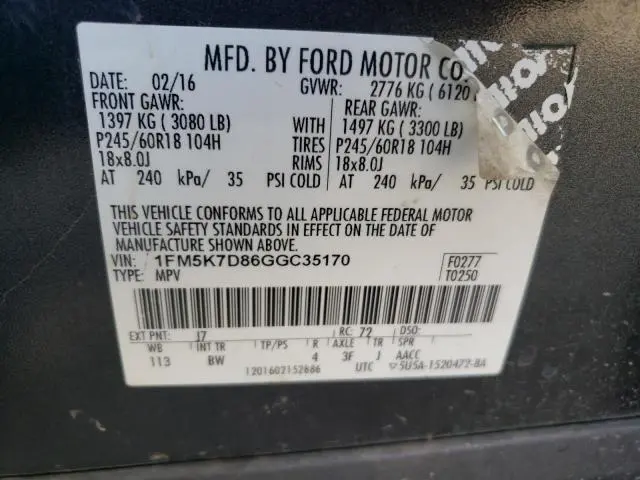 MFD. BY FORD MOTOR CO.
DATE: 02/16 GVWR: 2776 KG ( 6120
FRONT GAWR: REAR GAWR:
1397 KG ( 3080 LB) WITH 1497 KG ( 3300 LB)
P245/60R18 104H TIRES P245/60R18 104H
18x8.0J RIMS 18x8.0J
AT 240 kPa/ 35 PSI COLD AT 240 kPa/ 35 PSI COLD
THIS VEHICLE CONFORMS TO ALL APPLICABLE FEDERAL MOTOR
VEHICLE SAFETY STANDARDS IN EFFECT ON THE DATE OF
MANUFACTURE SHOWN ABOVE.
VIN: 1FM5K7D86GGC35170 F0277
TYPE: MPV T0250
EXT PNT: J7 RC: 72 DSO:
WB INT TR TP/PS R AXLE TR SPR
113 BW 4 3F J AACC
1201602152886 UTC 5U5A-1520472-BA